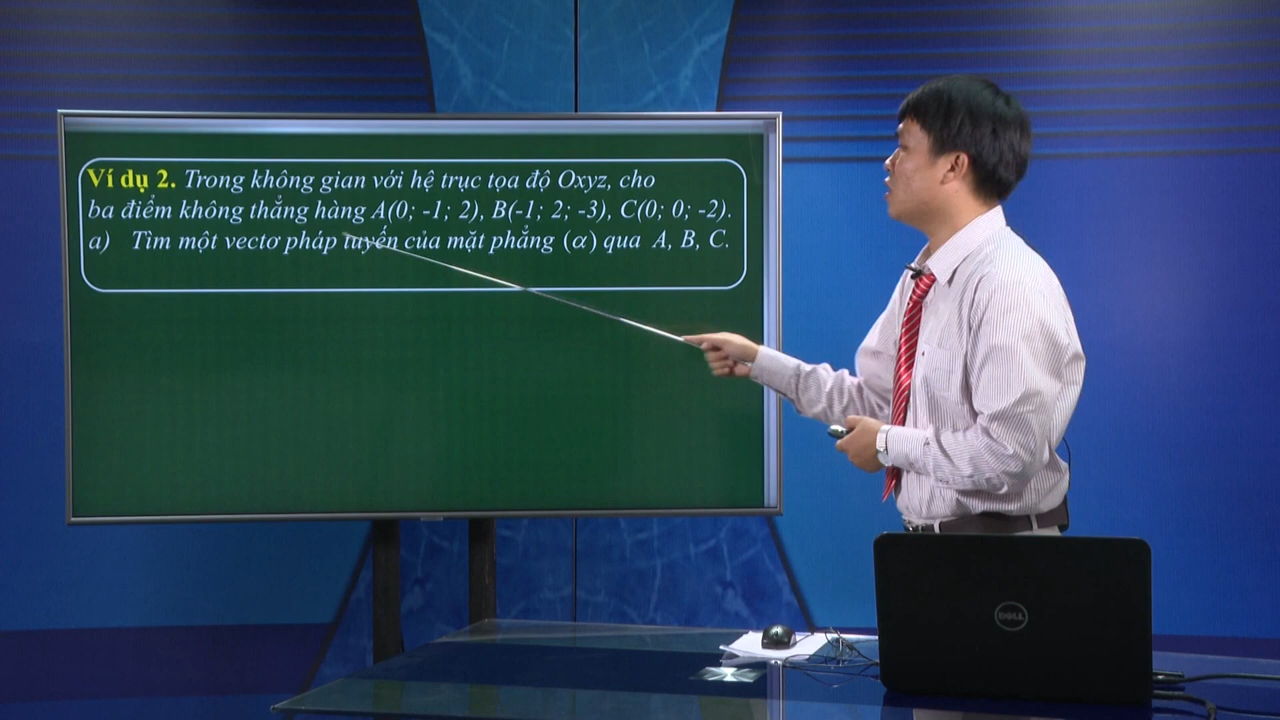 Ví dụ 2. Trong không gian với hệ trục tọa độ Oxyz, cho
ba điểm không thẳng hàng A(0; -1; 2), B(-1; 2; -3), C(0; 0; -2).
a) Tìm một vectơ pháp tuyến của mặt phẳng (α) qua A, B, C.
DELL